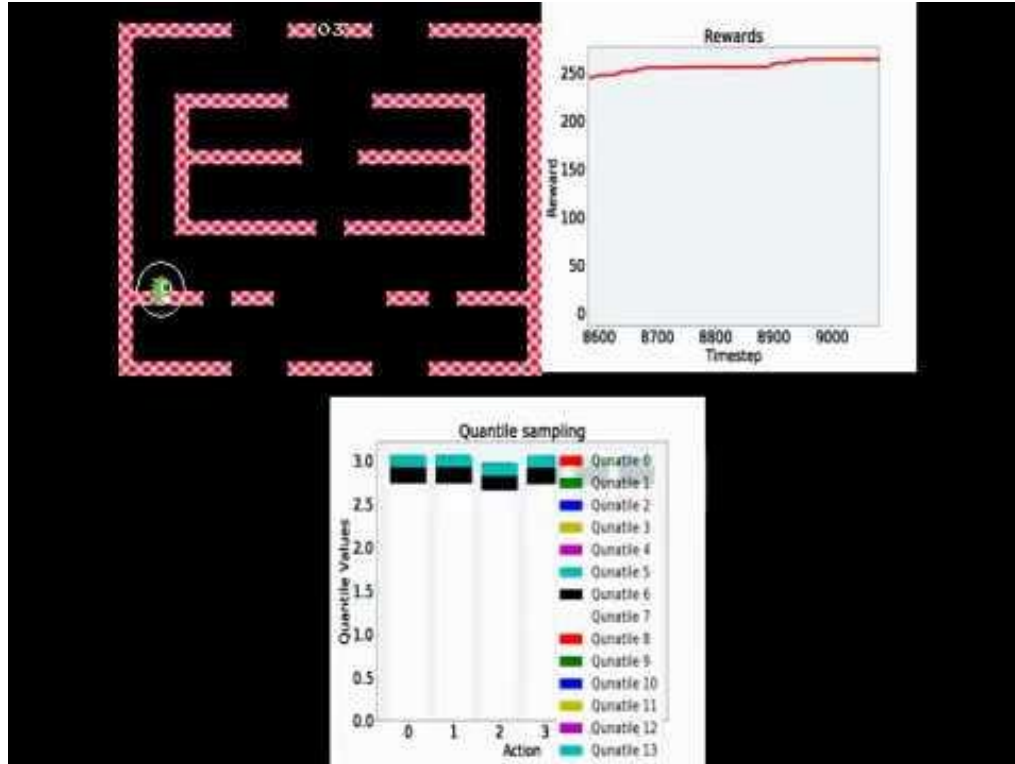 03
Rewards
250
200
150
100
50
0
Reward
8600 8700 8800 8900 9000
Timestep
Quantile sampling
3.0
2.5
2.0
1.5
1.0
0.5
0.0
Quantile Values
0 1 2 3
Action
Qunatile 0
Qunatile 1
Qunatile 2
Qunatile 3
Qunatile 4
Qunatile 5
Qunatile 6
Qunatile 7
Qunatile 8
Qunatile 9
Qunatile 10
Qunatile 11
Qunatile 12
Qunatile 13